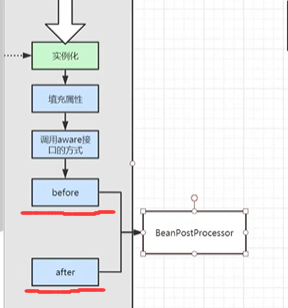 实例化
填充属性
调用aware接
口的方式
before
BeanPostProcessor
after